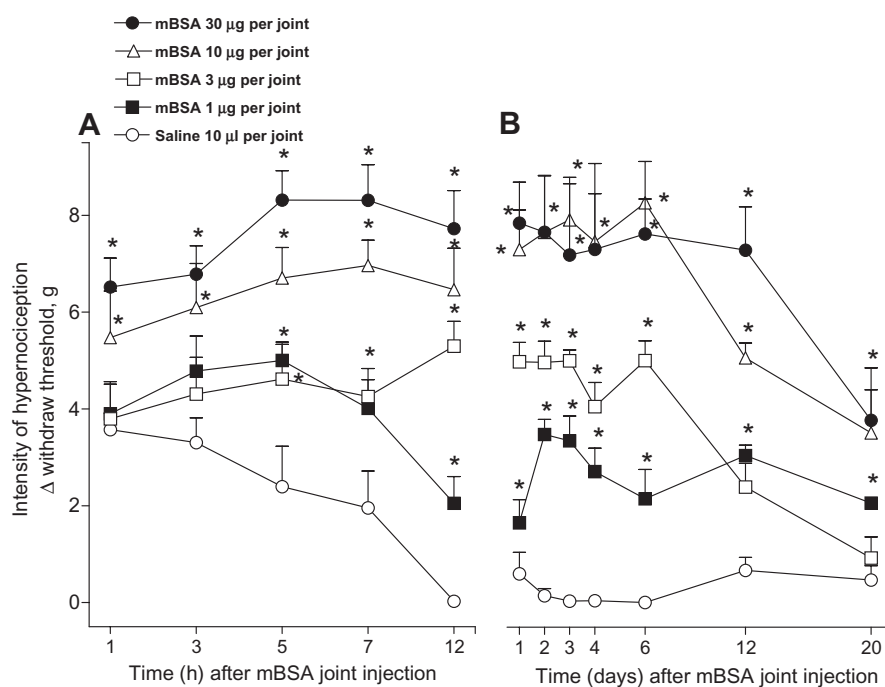 mBSA 30 μg per joint
mBSA 10 μg per joint
mBSA 3 μg per joint
mBSA 1 μg per joint
Saline 10 μl per joint
A
B
Intensity of hypernociception
Δ withdraw threshold, g
8
6
4
2
0
1 3 5 7 12
Time (h) after mBSA joint injection
1 2 3 4 6 12 20
Time (days) after mBSA joint injection